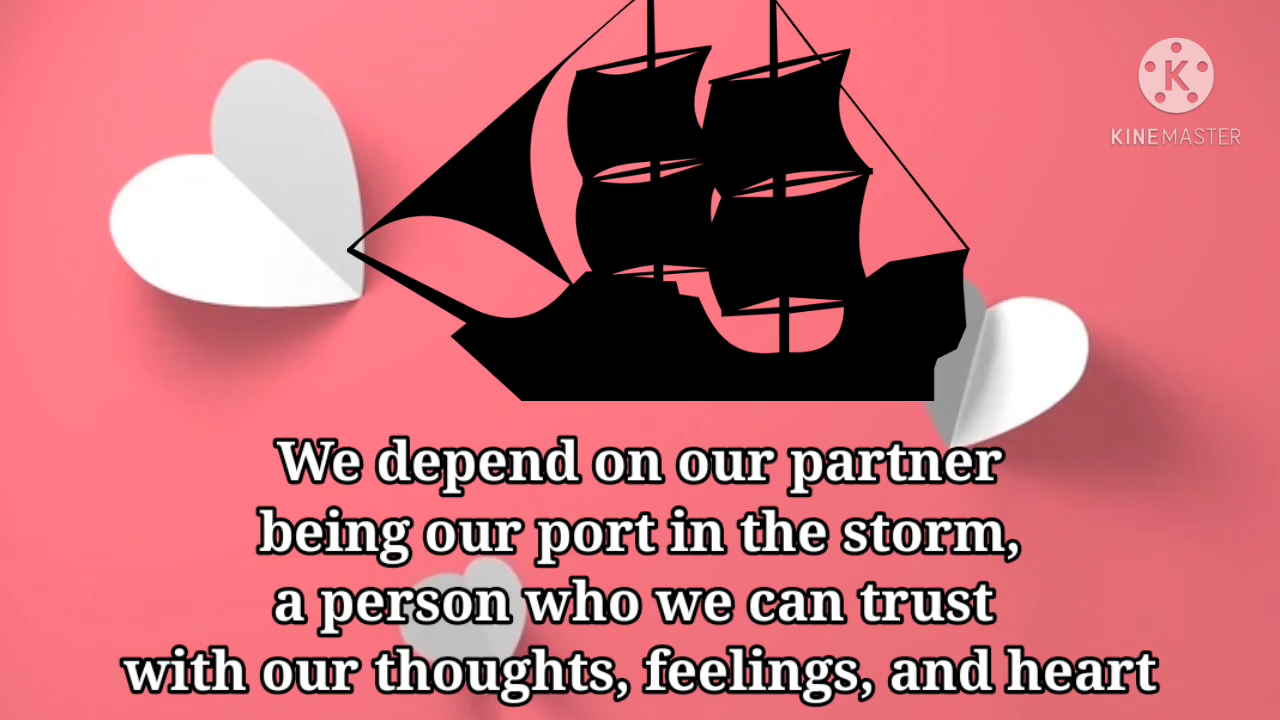 K
KINEMASTER
We depend on our partner
being our port in the storm,
a person who we can trust
with our thoughts, feelings, and heart